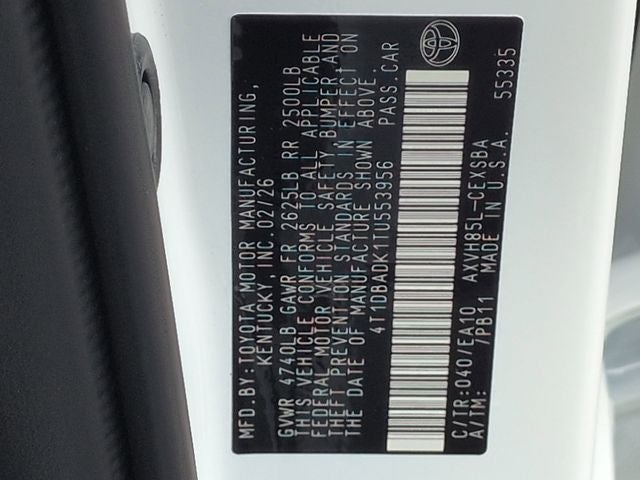 MFD.BY:TOYOTA MOTOR MANUFACTURING,
KENTUCKY, INC.02/26
GVWR 4740LB GAWR FR 2625LB RR 2500LB
THIS VEHICLE CONFORMS TO ALL APPLICABLE
FEDERAL MOTOR VEHICLE SAFETY BUMPER,AND
THEFT PREVENTION STANDARDS IN EFFECT ON
THE DATE OF MANUFACTURE SHOWN ABOVE.
4T1DBADK1TU553956 PASS.CAR
C/TR:040/EA10 AXVH85L-CEXSBA
A/TM: /PB11 MADE IN U.S.A. 55335